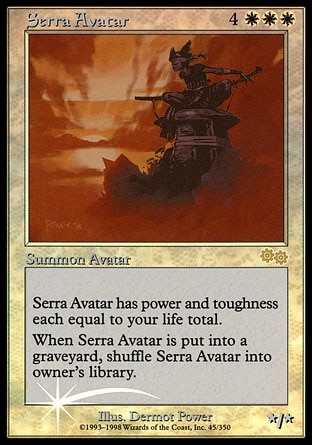 Serra Avatar 4
Summon Avatar
Serra Avatar has power and toughness
each equal to your life total.
When Serra Avatar is put into a
graveyard, shuffle Serra Avatar into
owner's library.
Illus. Dermot Power
©1993-1998 Wizards of the Coast, Inc. 45/350
*/*